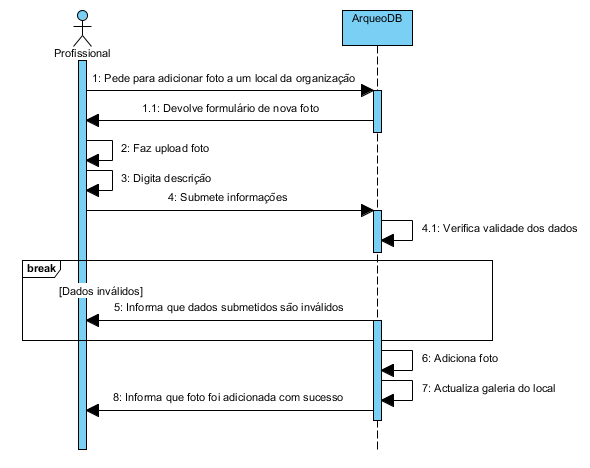 ArqueoDB
Profissional
1: Pede para adicionar foto a um local da organização
1.1: Devolve formulário de nova foto
2: Faz upload foto
3: Digita descrição
4: Submete informações
4.1: Verifica validade dos dados
break
[Dados inválidos]
5: Informa que dados submetidos são inválidos
6: Adiciona foto
7: Actualiza galeria do local
8: Informa que foto foi adicionada com sucesso